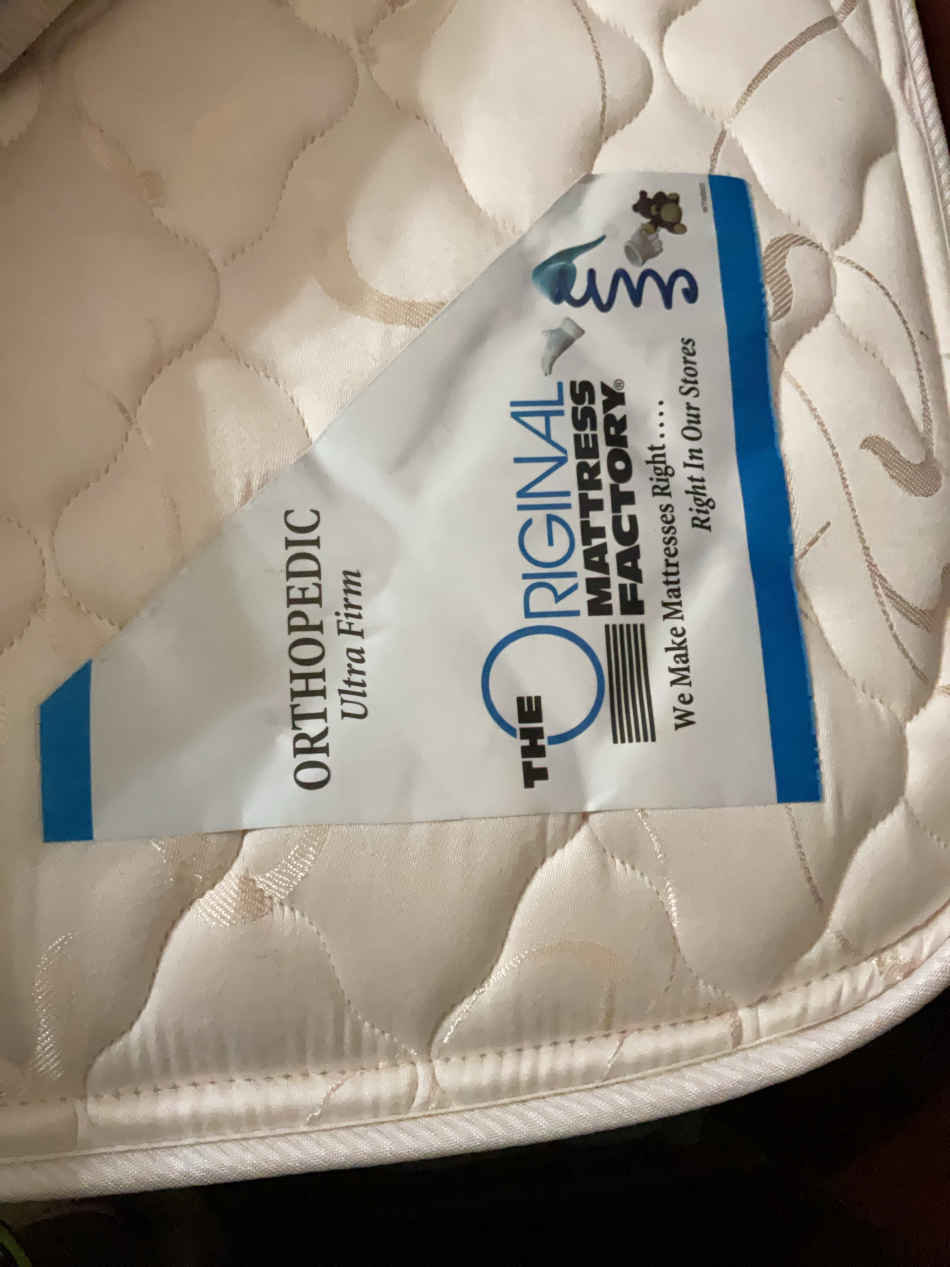 ORTHOPEDIC
Ultra Firm
THE ORIGINAL
MATTRESS
FACTORY®
We Make Mattresses Right....
Right In Our Stores